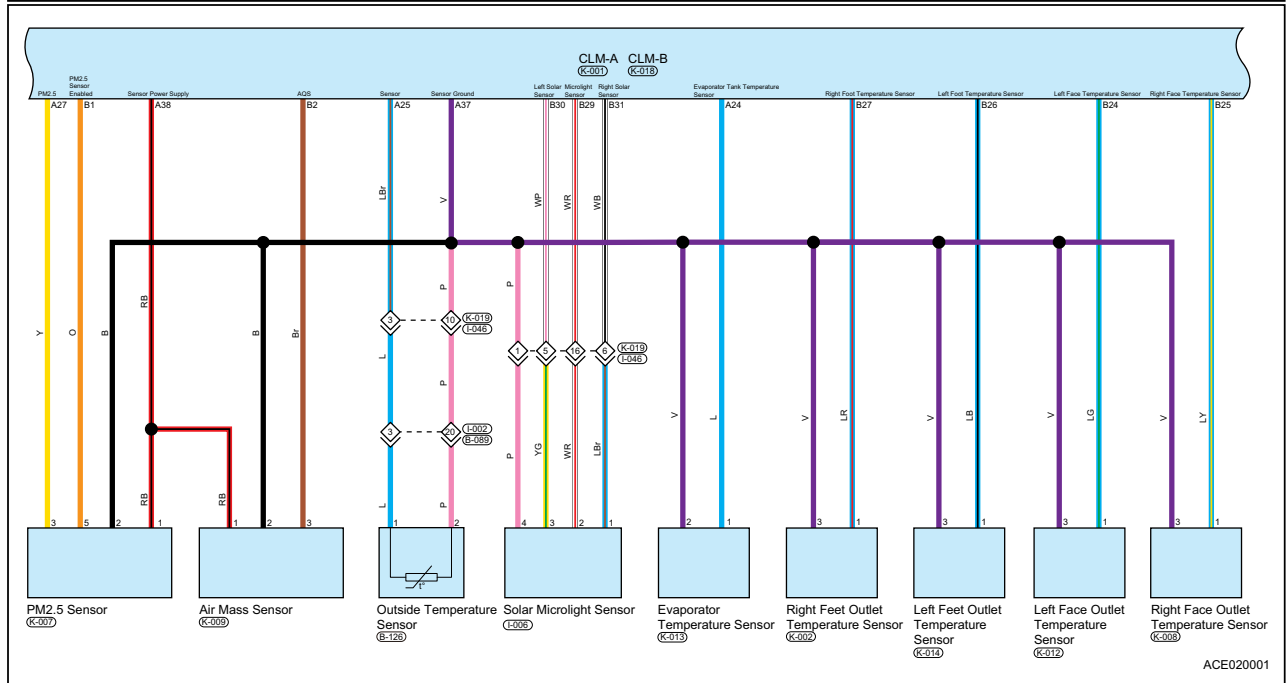 CLM-A CLM-B
K-001 K-018
PM2.5
PM2.5
Sensor
Enabled
Sensor Power Supply
AQS
Sensor
Sensor Ground
Left Solar
Sensor
Microlight
Sensor
Right Solar
Sensor
Evaporator Tank Temperature
Sensor
Right Foot Temperature Sensor
Left Foot Temperature Sensor
Left Face Temperature Sensor
Right Face Temperature Sensor
A27 B1 A38 B2 A25 A37 B30 B29 B31 A24 B27 B26 B24 B25
LBr V WP WR WB
RB P P
3 10 K-019
I-046
Y O B B Br
1 5 16 6 K-019
I-046
L P
V L V LR V LB V LG V LY
3 20 I-002
B-089
P YG WR LBr
RB RB L P
3 5 2 1 1 2 3 1 2 4 3 2 1 2 1 3 1 3 1 3 1 3 1
t°
PM2.5 Sensor
K-007
Air Mass Sensor
K-009
Outside Temperature
Sensor
B-126
Solar Microlight Sensor
I-006
Evaporator
Temperature Sensor
K-013
Right Feet Outlet
Temperature Sensor
K-002
Left Feet Outlet
Temperature
Sensor
K-014
Left Face Outlet
Temperature
Sensor
K-012
Right Face Outlet
Temperature Sensor
K-008
ACE020001